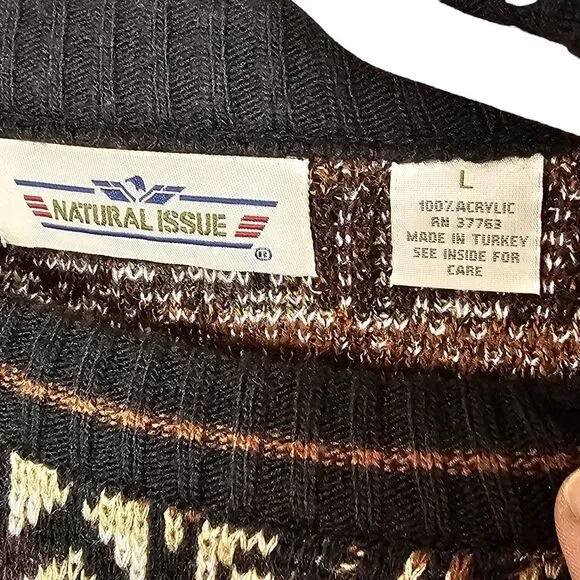 NATURAL ISSUE
®
L
100% ACRYLIC
RN 37763
MADE IN TURKEY
SEE INSIDE FOR
CARE